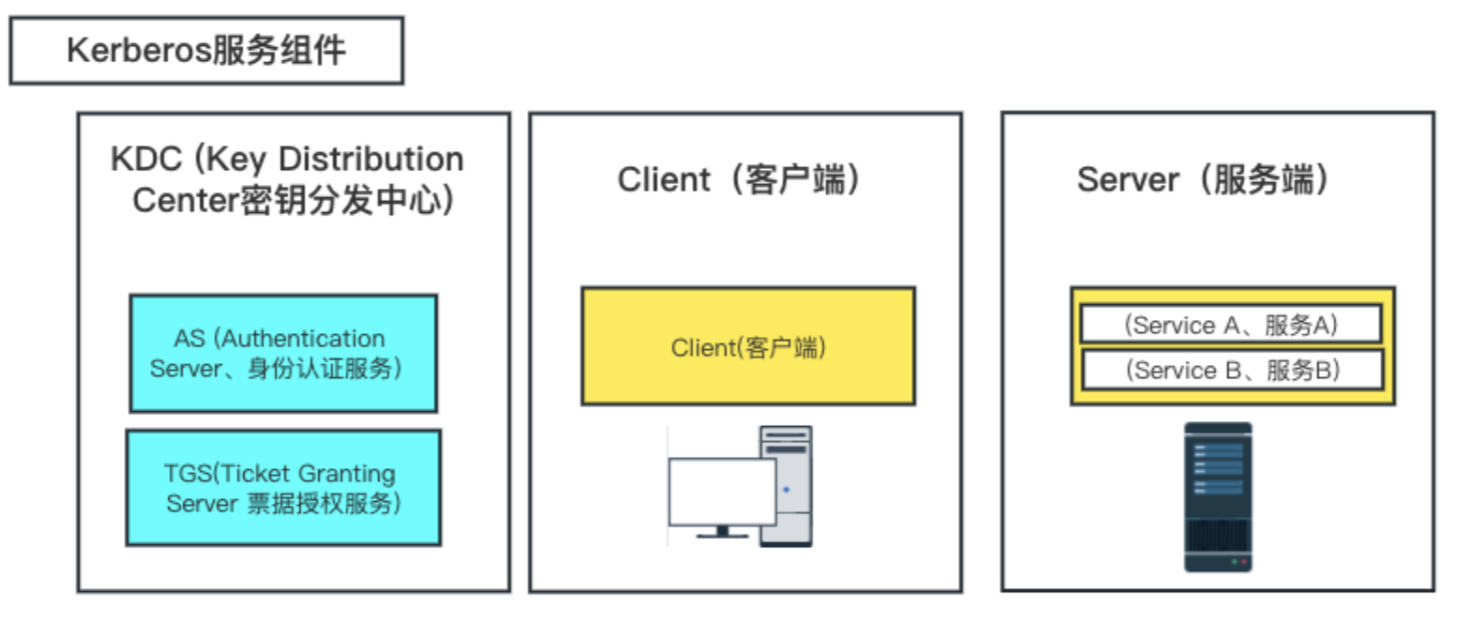 Kerberos服务组件
KDC (Key Distribution
Center密钥分发中心)
AS (Authentication
Server、身份认证服务)
TGS(Ticket Granting
Server 票据授权服务)
Client（客户端）
Client(客户端)
Server（服务端）
(Service A、服务A)
(Service B、服务B)